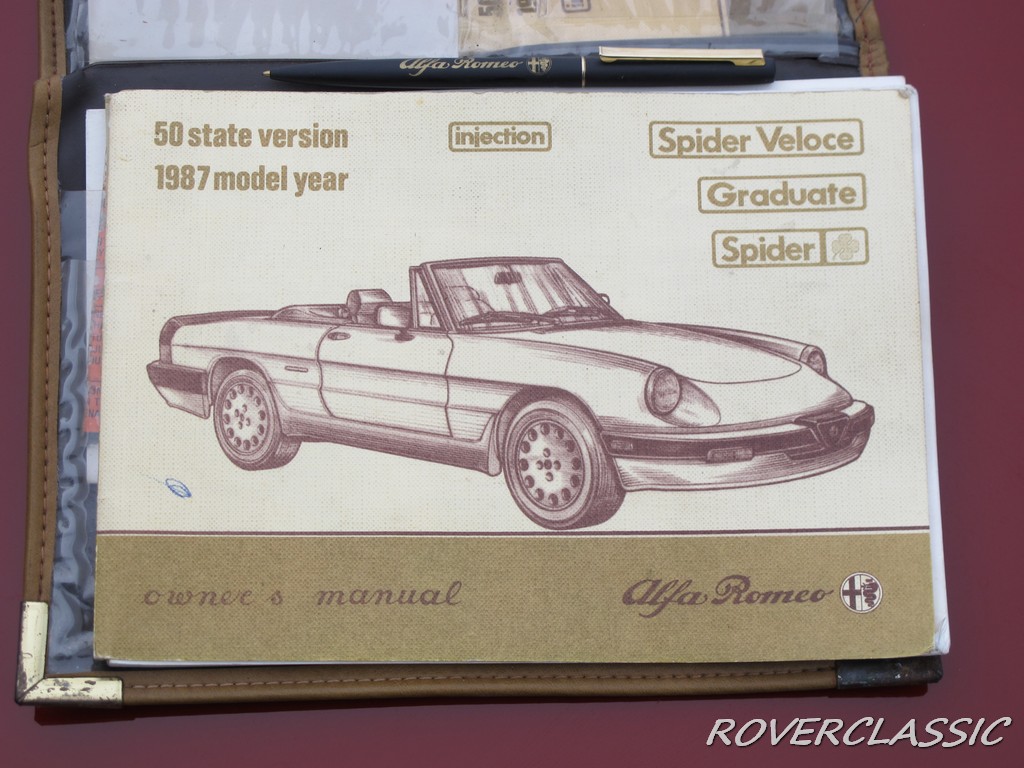 Alfa Romeo
50 state version
injection
Spider Veloce
1987 model year
Graduate
Spider
owner s manual
Alfa Romeo
ROVERCLASSIC